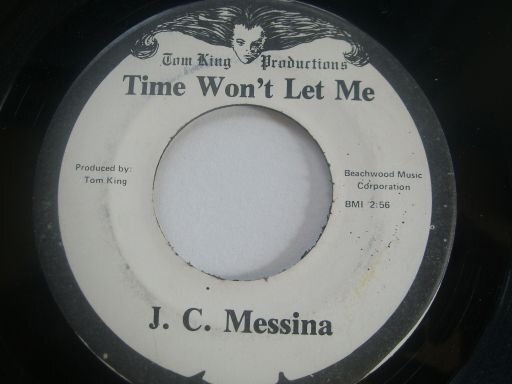 Tom King Productions
Time Won't Let Me
Produced by:
Tom King
Beachwood Music
Corporation
BMI 2:56
J. C. Messina